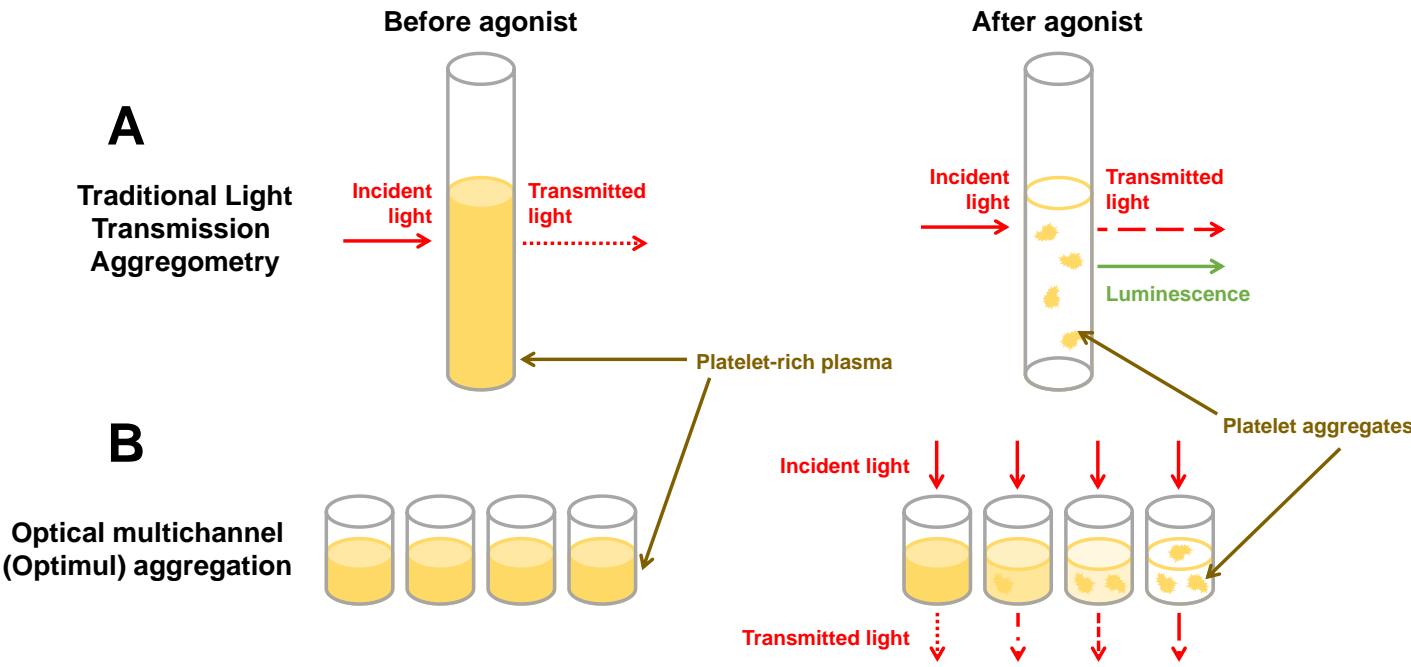 Before agonist
After agonist
A
Traditional Light
Transmission
Aggregometry
Incident
light
Transmitted
light
Incident
light
Transmitted
light
Luminescence
Platelet-rich plasma
Platelet aggregates
B
Optical multichannel
(Optimul) aggregation
Incident light
Transmitted light